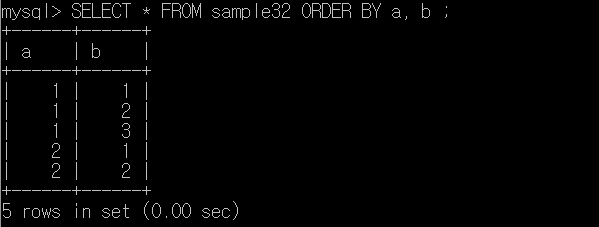 mysql> SELECT * FROM sample32 ORDER BY a, b ;
+------+------+
| a    | b    |
+------+------+
|    1 |    1 |
|    1 |    2 |
|    1 |    3 |
|    2 |    1 |
|    2 |    2 |
+------+------+
5 rows in set (0.00 sec)